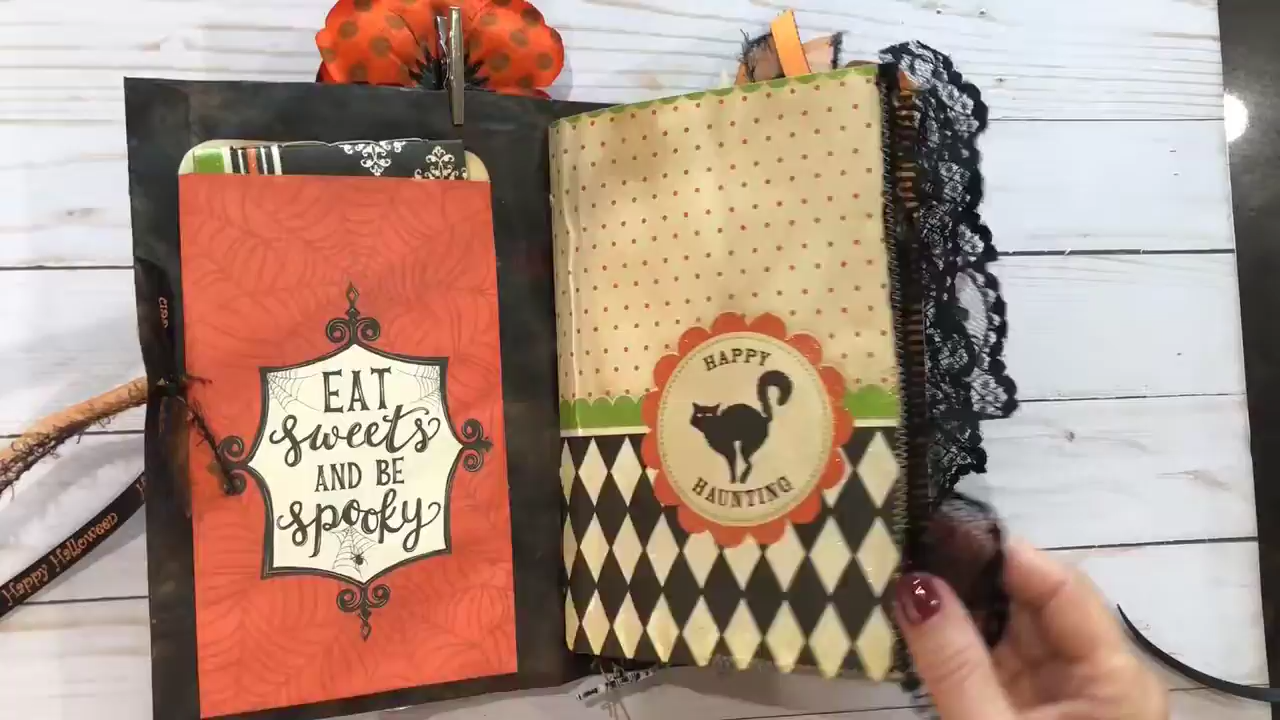 EAT
sweets
AND BE
spooky
HAPPY
HAUNTING
Happy Halloween